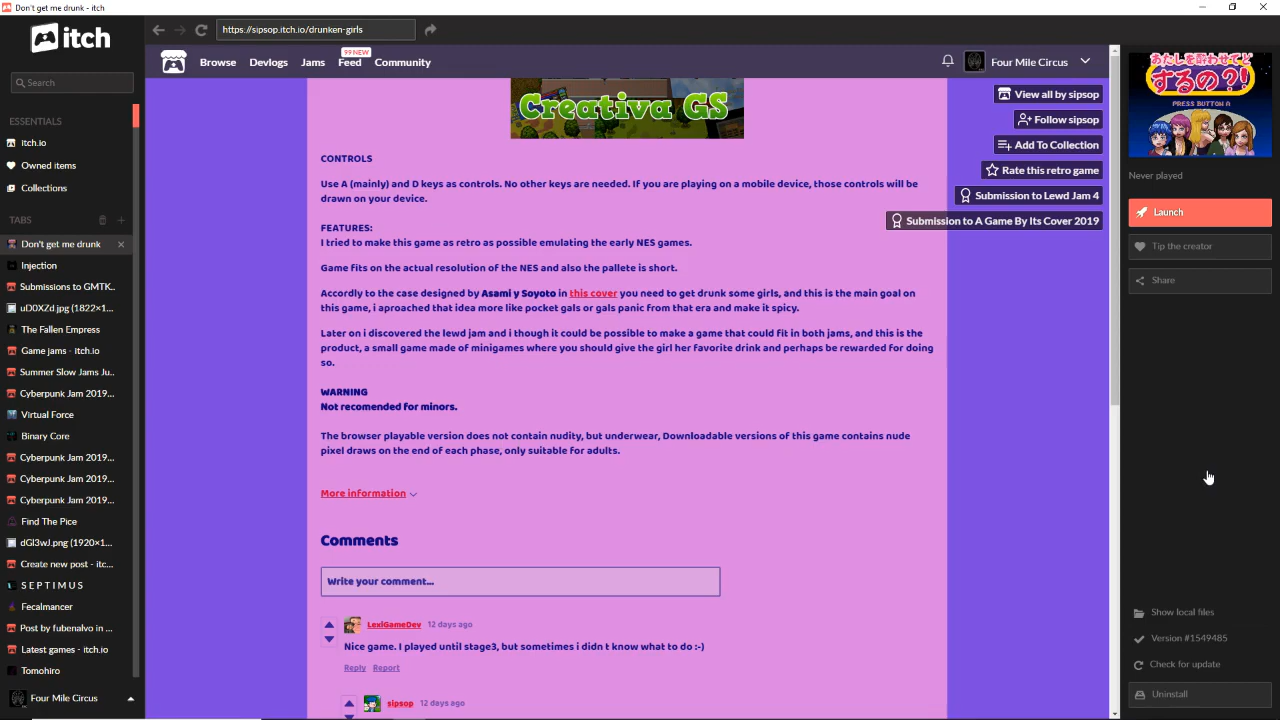 Don't get me drunk - itch
itch
https://sipsop.itch.io/drunken-girls
Search
ESSENTIALS
itch.io
Owned items
Collections
TABS
Don't get me drunk
Injection
Submissions to GMTK...
uD0XZd.jpg (1822×1...
The Fallen Empress
Game jams - itch.io
Summer Slow Jams Ju...
Cyberpunk Jam 2019...
Virtual Force
Binary Core
Cyberpunk Jam 2019...
Cyberpunk Jam 2019...
Cyberpunk Jam 2019...
Find The Pice
dGl3wJ.png (1920×1...
Create new post - itc...
S E P T I M U S
Fecalmancer
Post by fubenalvo in ...
Latest games - itch.io
Tomohiro
Four Mile Circus
Browse
Devlogs
Jams
99 NEW
Feed
Community
Four Mile Circus
Creativa GS
CONTROLS
Use A (mainly) and D keys as controls. No other keys are needed. If you are playing on a mobile device, those controls will be
drawn on your device.
FEATURES:
I tried to make this game as retro as possible emulating the early NES games.
Game fits on the actual resolution of the NES and also the pallete is short.
Accordly to the case designed by Asami y Soyoto in this cover you need to get drunk some girls, and this is the main goal on
this game, i aproached that idea more like pocket gals or gals panic from that era and make it spicy.
Later on i discovered the lewd jam and i though it could be possible to make a game that could fit in both jams, and this is the
product, a small game made of minigames where you should give the girl her favorite drink and perhaps be rewarded for doing
so.
WARNING
Not recomended for minors.
The browser playable version does not contain nudity, but underwear, Downloadable versions of this game contains nude
pixel draws on the end of each phase, only suitable for adults.
More information
Comments
Write your comment...
LexlGameDev 12 days ago
Nice game. I played until stage3, but sometimes i didn t know what to do :-)
Reply Report
sipsop 12 days ago
View all by sipsop
Follow sipsop
Add To Collection
Rate this retro game
Submission to Lewd Jam 4
Submission to A Game By Its Cover 2019
あたしを酔わせてど
するの?!
PRESS BUTTON A
Never played
Launch
Tip the creator
Share
Show local files
Version #1549485
Check for update
Uninstall